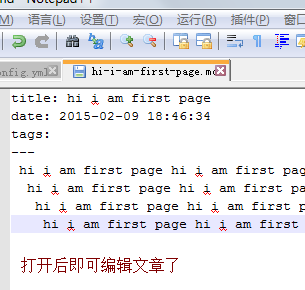 语言(L) 设置(T) 宏(O) 运行(R) 插件(P) 窗口
hi-i-am-first-page.md
title: hi i am first page
date: 2015-02-09 18:46:34
tags:
---
hi i am first page hi i am first pag
hi i am first page hi i am first pa
hi i am first page hi i am first p
hi i am first page hi i am first
打开后即可编辑文章了